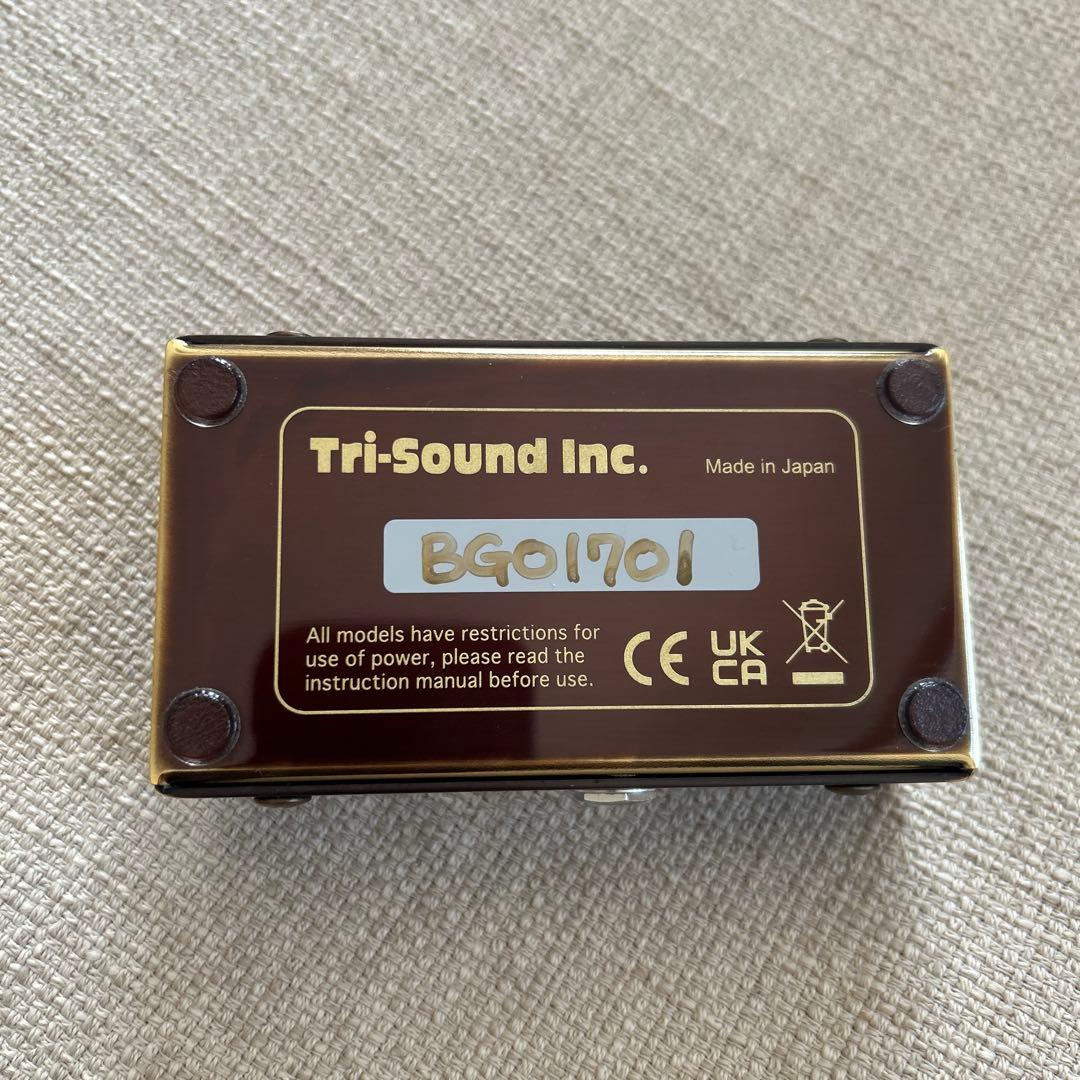 Tri-Sound Inc.
Made in Japan
BG01701
All models have restrictions for
use of power, please read the
instruction manual before use.
CE
UK
CA